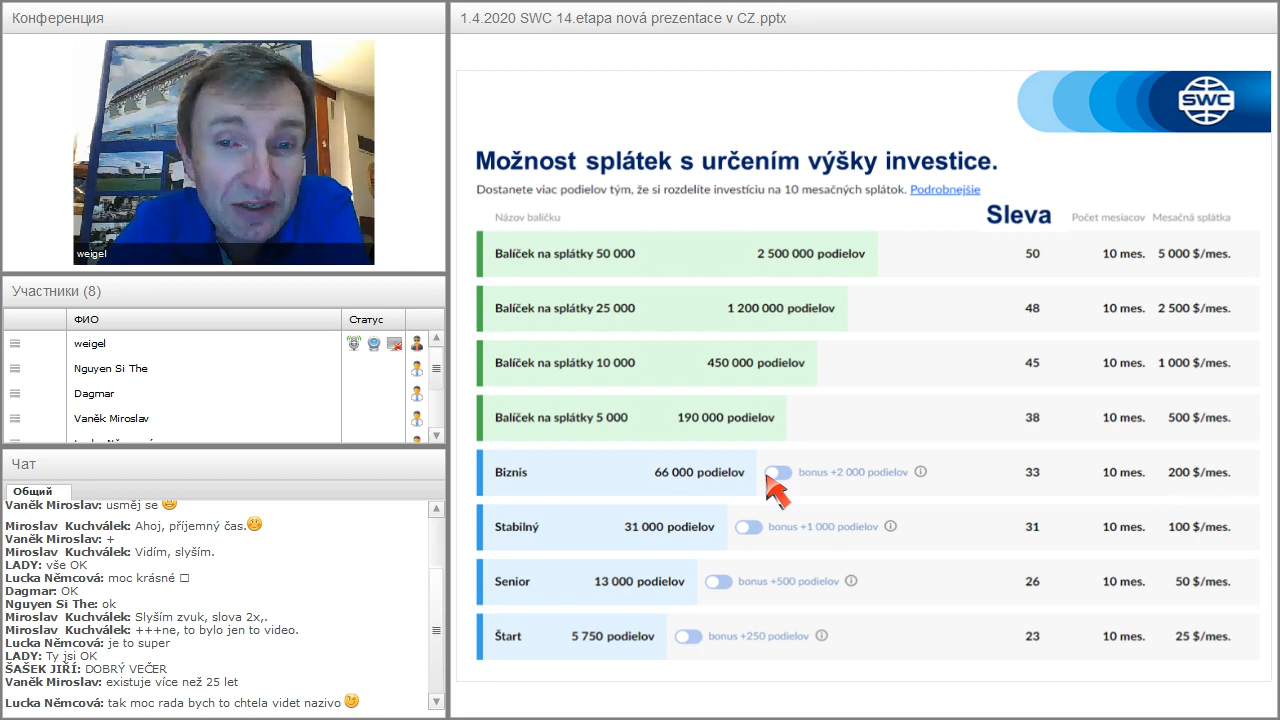 Конференция
weigel
Участники (8)
ФИО Статус
weigel
Nguyen Si The
Dagmar
Vaněk Miroslav
Чат
Общий
Vaněk Miroslav: usměj se
Miroslav Kuchválek: Ahoj, příjemný čas.
Vaněk Miroslav: +
Miroslav Kuchválek: Vidím, slyším.
LADY: vše OK
Lucka Němcová: moc krásné
Dagmar: OK
Nguyen Si The: ok
Miroslav Kuchválek: Slyším zvuk, slova 2x,.
Miroslav Kuchválek: +++ne, to bylo jen to video.
Lucka Němcová: je to super
LADY: Ty jsi OK
ŠAŠEK JIŘÍ: DOBRÝ VEČER
Vaněk Miroslav: existuje více než 25 let
Lucka Němcová: tak moc rada bych to chtela videt nazivo
1.4.2020 SWC 14.etapa nová prezentace v CZ.pptx
SWC
Možnost splátek s určením výšky investice.
Dostanete viac podielov tým, že si rozdelíte investíciu na 10 mesačných splátok. Podrobnejšie
Názov balíčku Sleva Počet mesiacov Mesačná splátka
Balíček na splátky 50 000 2 500 000 podielov 50 10 mes. 5 000 $/mes.
Balíček na splátky 25 000 1 200 000 podielov 48 10 mes. 2 500 $/mes.
Balíček na splátky 10 000 450 000 podielov 45 10 mes. 1 000 $/mes.
Balíček na splátky 5 000 190 000 podielov 38 10 mes. 500 $/mes.
Biznis 66 000 podielov bonus +2 000 podielov 33 10 mes. 200 $/mes.
Stabilný 31 000 podielov bonus +1 000 podielov 31 10 mes. 100 $/mes.
Senior 13 000 podielov bonus +500 podielov 26 10 mes. 50 $/mes.
Štart 5 750 podielov bonus +250 podielov 23 10 mes. 25 $/mes.